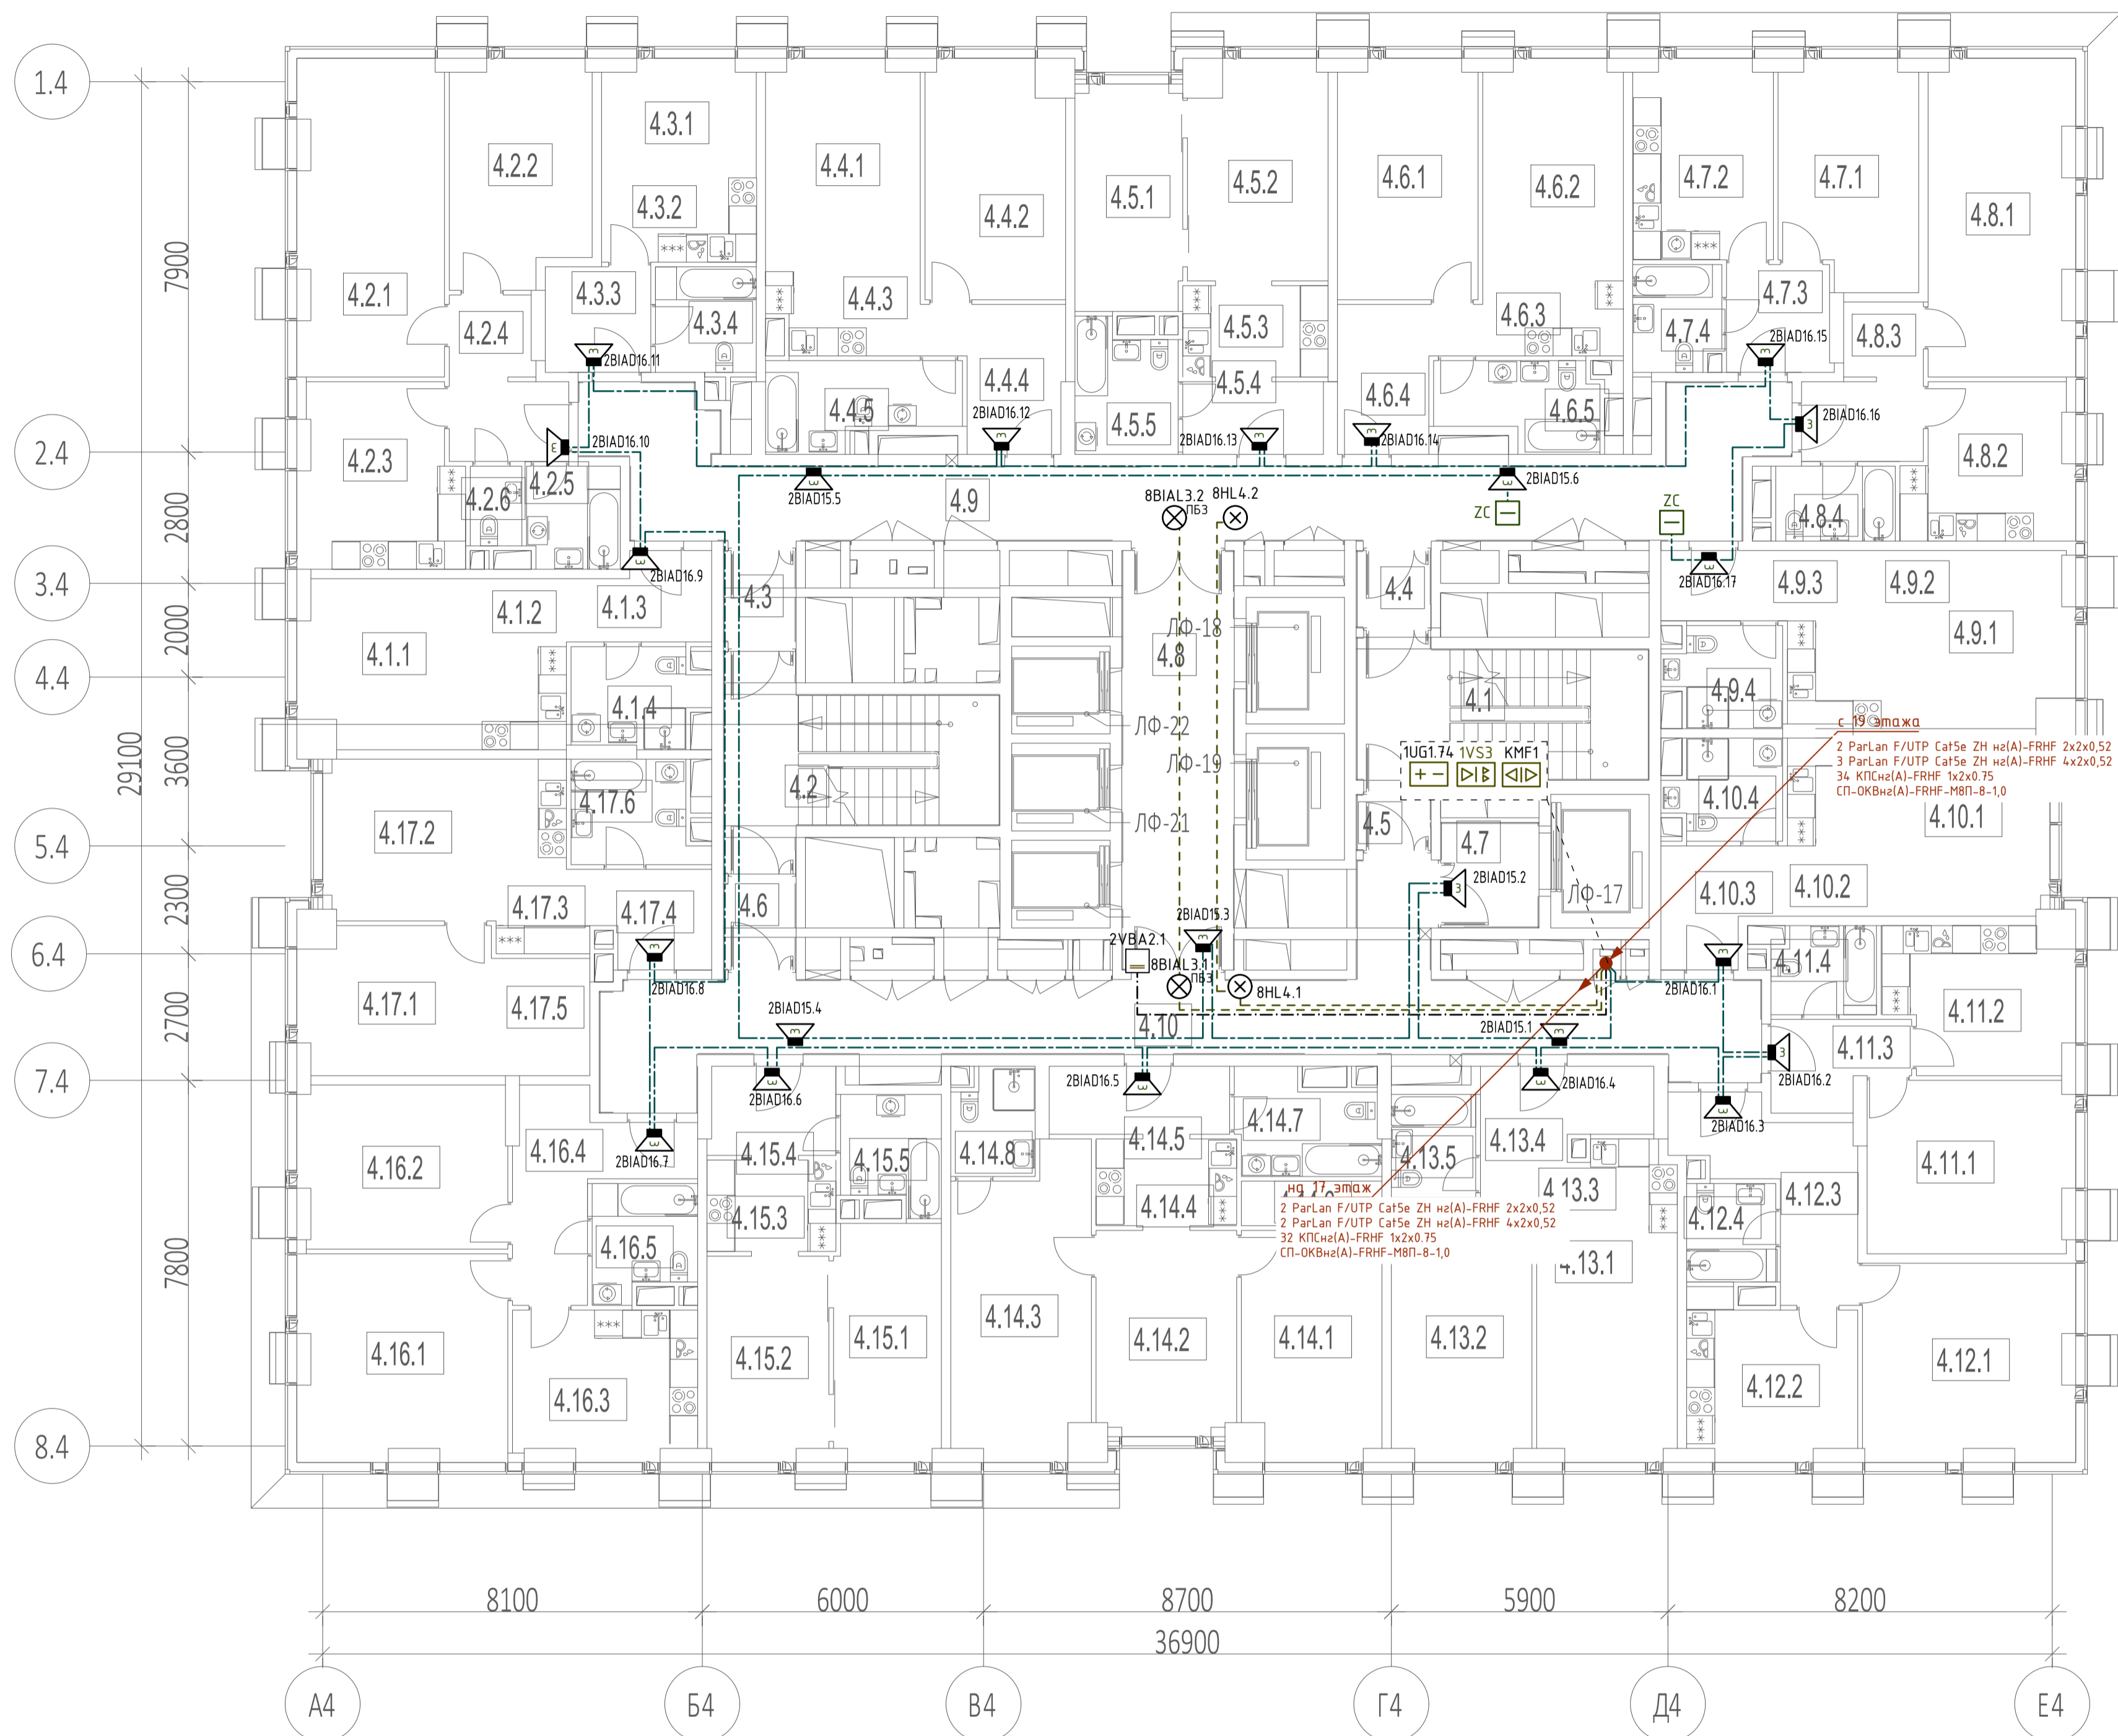 1.4
2.4
3.4
4.4
5.4
6.4
7.4
8.4
7900
2800
2000
3600
2300
2700
7800
29100
4.2.2
4.3.1
4.3.2
4.4.1
4.4.2
4.5.1
4.5.2
4.6.1
4.6.2
4.7.2
4.7.1
4.8.1
4.2.1
4.2.4
4.3.3
4.3.4
4.4.3
4.5.3
4.6.3
4.7.3
4.7.4
4.8.3
2BIAD16.11
2BIAD16.15
4.4.4
4.5.4
4.6.4
4.4.5
4.5.5
4.6.5
2BIAD16.12
2BIAD16.13
2BIAD16.14
2BIAD16.16
2BIAD16.10
4.2.3
4.2.6
4.2.5
4.8.2
4.8.4
2BIAD15.5
2BIAD15.6
4.9
8BIAL3.2
ПБЗ
8HL4.2
ZC
ZC
2BIAD16.9
2BIAD16.17
4.1.2
4.1.3
4.3
4.4
4.9.3
4.9.2
4.9.1
4.1.1
4.8
ЛФ-18
4.1
4.1.4
4.9.4
ЛФ-22
ЛФ-19
ЛФ-21
1UG1.74
1VS3
KMF1
с 19 этажа
2 ParLan F/UTP Cat5e ZH нг(А)-FRHF 2х2х0,52
3 ParLan F/UTP Cat5e ZH нг(А)-FRHF 4х2х0,52
34 КПСнг(А)-FRHF 1х2х0.75
СП-ОКВнг(А)-FRHF-М8П-8-1,0
4.17.6
4.2
4.10.4
4.10.1
4.17.2
4.5
4.7
2BIAD15.2
ЛФ-17
4.10.3
4.10.2
4.17.3
4.17.4
4.6
2BIAD15.3
2VBA2.1
8BIAL3.1
ПБЗ
8HL4.1
2BIAD16.8
2BIAD16.1
4.11.4
4.17.1
4.17.5
4.11.2
2BIAD15.4
4.10
2BIAD15.1
4.11.3
2BIAD16.2
2BIAD16.6
2BIAD16.5
2BIAD16.4
2BIAD16.3
4.16.2
4.16.4
2BIAD16.7
4.15.4
4.15.5
4.14.8
4.14.5
4.14.7
4.13.5
4.13.4
4.11.1
4.13.3
4.12.3
4.12.4
4.15.3
4.14.4
на 17 этаж
2 ParLan F/UTP Cat5e ZH нг(А)-FRHF 2х2х0,52
2 ParLan F/UTP Cat5e ZH нг(А)-FRHF 4х2х0,52
32 КПСнг(А)-FRHF 1х2х0.75
СП-ОКВнг(А)-FRHF-М8П-8-1,0
4.16.5
4.13.1
4.16.1
4.16.3
4.15.2
4.15.1
4.14.3
4.14.2
4.14.1
4.13.2
4.12.2
4.12.1
8100
6000
8700
5900
8200
36900
А4
Б4
В4
Г4
Д4
Е4